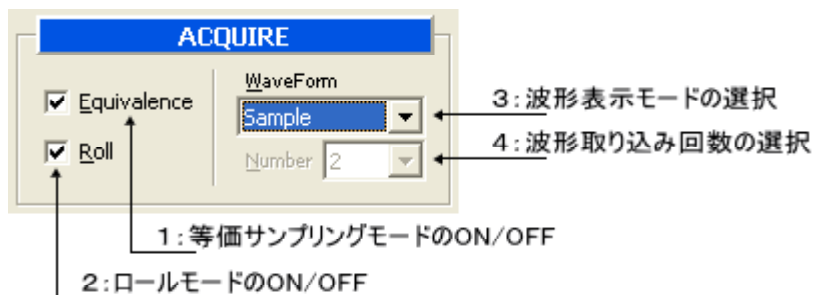 ACQUIRE
Equivalence
Roll
WaveForm
Sample
Number 2
3:波形表示モードの選択
4:波形取り込み回数の選択
1:等価サンプリングモードのON/OFF
2:ロールモードのON/OFF